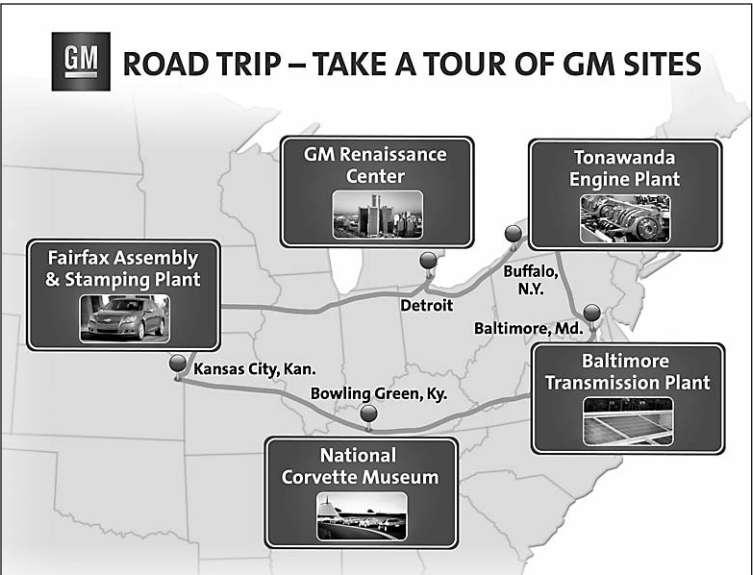 GM
ROAD TRIP – TAKE A TOUR OF GM SITES
GM Renaissance
Center
Tonawanda
Engine Plant
Fairfax Assembly
& Stamping Plant
Buffalo,
N.Y.
Detroit
Baltimore, Md.
Kansas City, Kan.
Bowling Green, Ky.
Baltimore
Transmission Plant
National
Corvette Museum